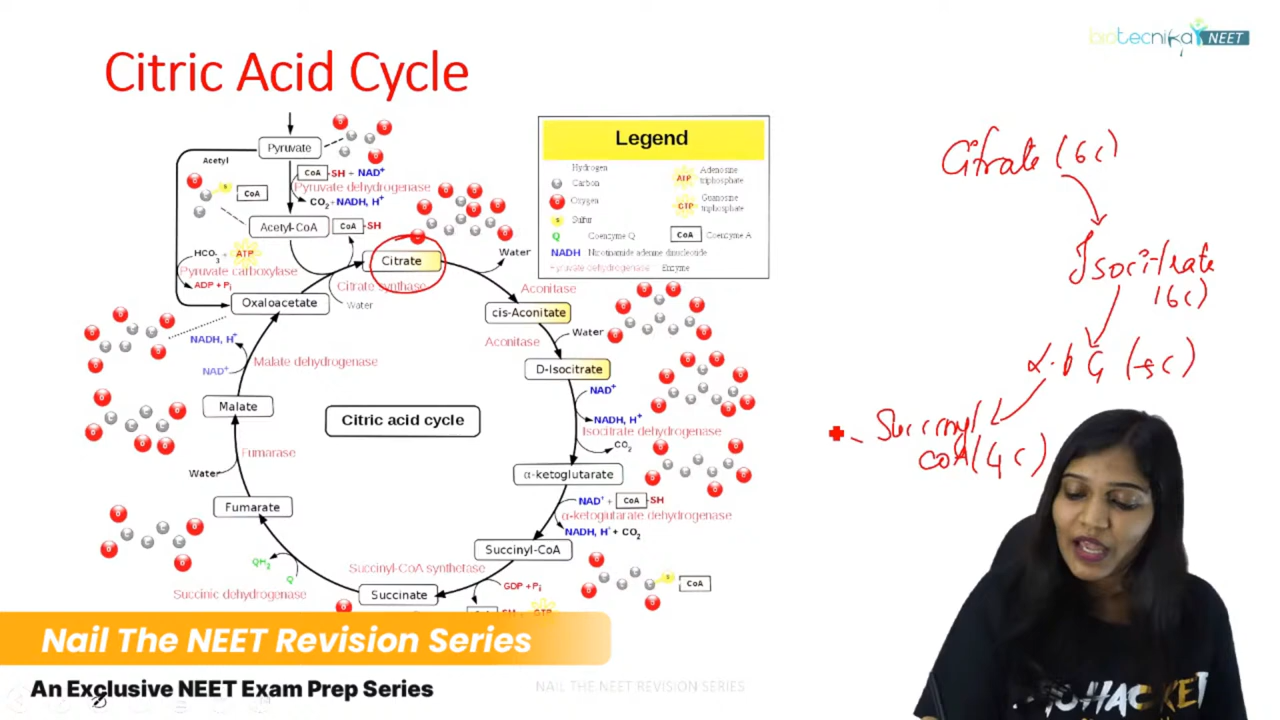 biotecnika NEET
Citric Acid Cycle
Pyruvate
Acetyl
CoA
CoA -SH + NAD+
Pyruvate dehydrogenase
CO2+NADH, H+
Acetyl-CoA
CoA -SH
HCO3- + ATP
Pyruvate carboxylase
ADP + Pi
Citrate
Citrate synthase
Water
Oxaloacetate
Water
Aconitase
cis-Aconitate
Water
Aconitase
D-Isocitrate
NAD+
NADH, H+
Isocitrate dehydrogenase
CO2
α-ketoglutarate
NAD+ + CoA -SH
α-ketoglutarate dehydrogenase
NADH, H+ + CO2
Succinyl-CoA
CoA
Succinyl-CoA synthetase
GDP + Pi
Succinate
QH2
Q
Succinic dehydrogenase
Fumarate
Water
Fumarase
Malate
NADH, H+
NAD+
Malate dehydrogenase
Citric acid cycle
Legend
Hydrogen
Carbon
Oxygen
Sulfur
Q Coenzyme Q
NADH Nicotinamide adenine dinucleotide
Enzyme
ATP Adenosine triphosphate
GTP Guanosine triphosphate
CoA Coenzyme A
Citrate (6C)
Isocitrate
(6C)
α-KG (5C)
Succinyl
CoA (4C)
Nail The NEET Revision Series
An Exclusive NEET Exam Prep Series
NAIL THE NEET REVISION SERIES